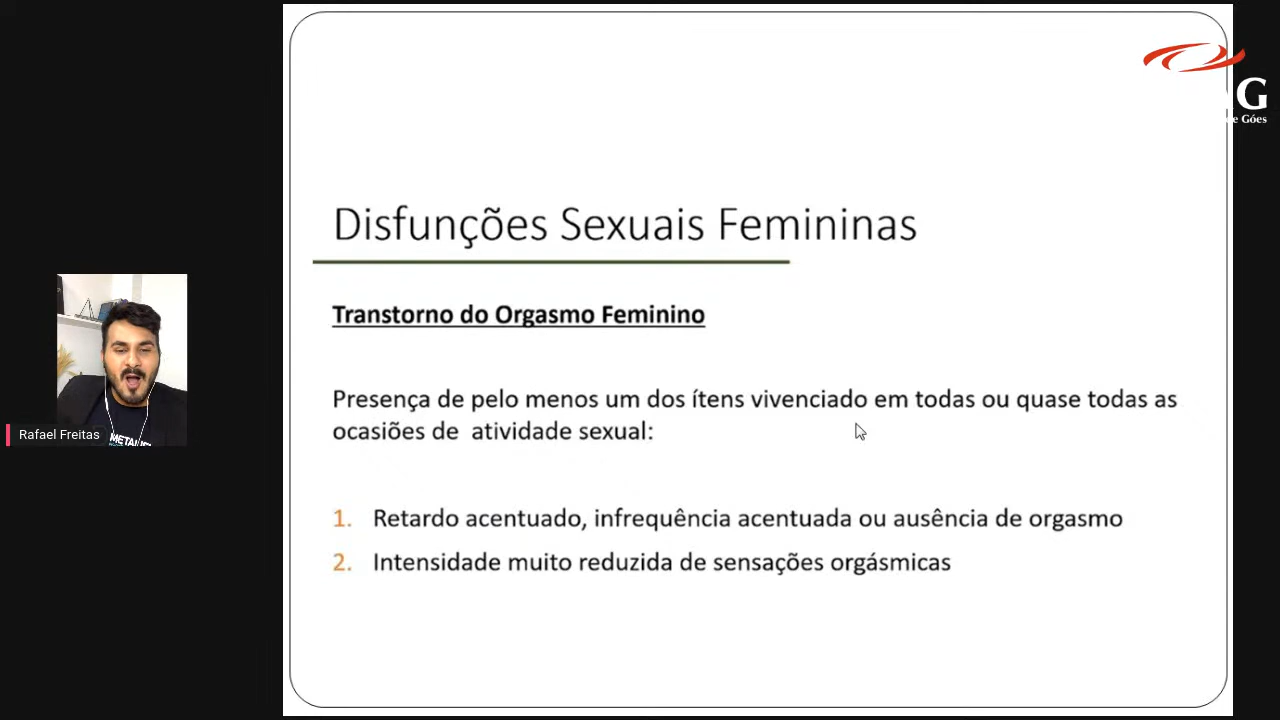 Disfunções Sexuais Femininas
Transtorno do Orgasmo Feminino
Presença de pelo menos um dos ítens vivenciado em todas ou quase todas as
ocasiões de atividade sexual:
1. Retardo acentuado, infrequência acentuada ou ausência de orgasmo
2. Intensidade muito reduzida de sensações orgásmicas
Rafael Freitas
G
e Góes